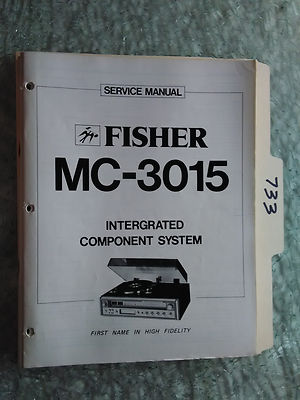 SERVICE MANUAL
FISHER
MC-3015
INTERGRATED
COMPONENT SYSTEM
FIRST NAME IN HIGH FIDELITY
733